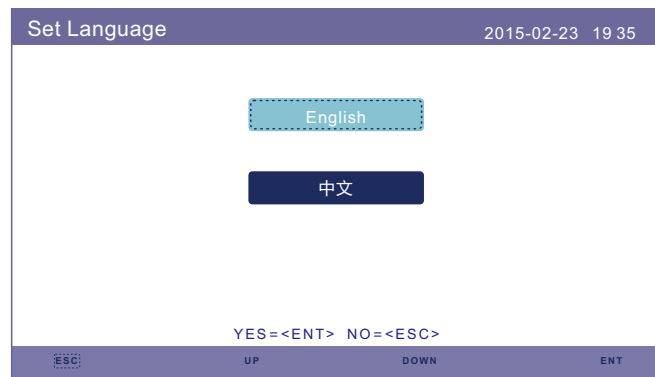 Set Language 2015-02-23 19 35
English
中文
YES=<ENT> NO=<ESC>
ESC UP DOWN ENT